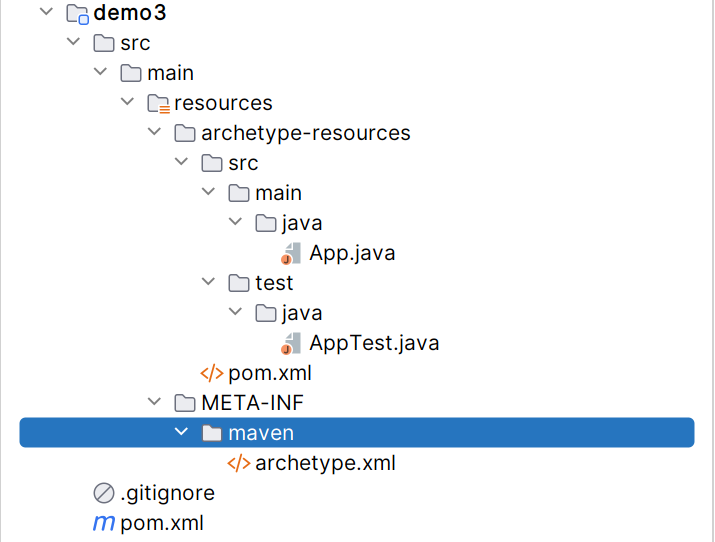 demo3
src
main
resources
archetype-resources
src
main
java
App.java
test
java
AppTest.java
pom.xml
META-INF
maven
archetype.xml
.gitignore
pom.xml